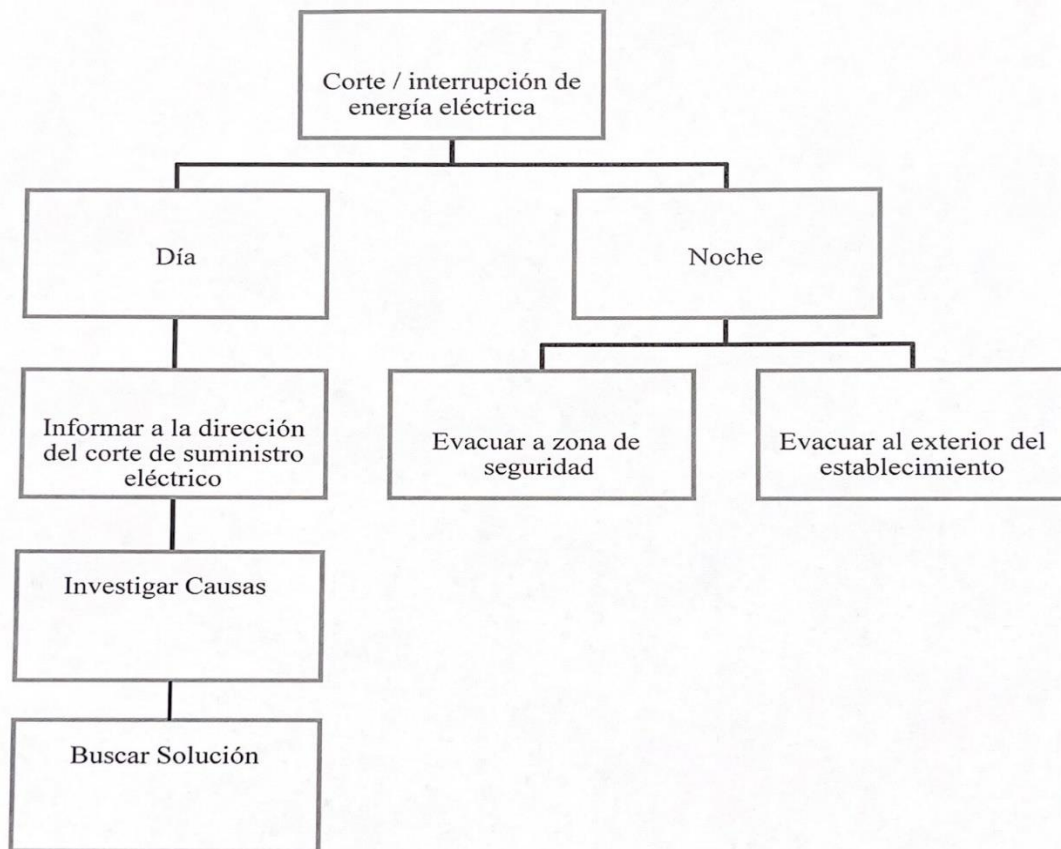 Corte / interrupción de
energía eléctrica
Día
Noche
Informar a la dirección
del corte de suministro
eléctrico
Evacuar a zona de
seguridad
Evacuar al exterior del
establecimiento
Investigar Causas
Buscar Solución